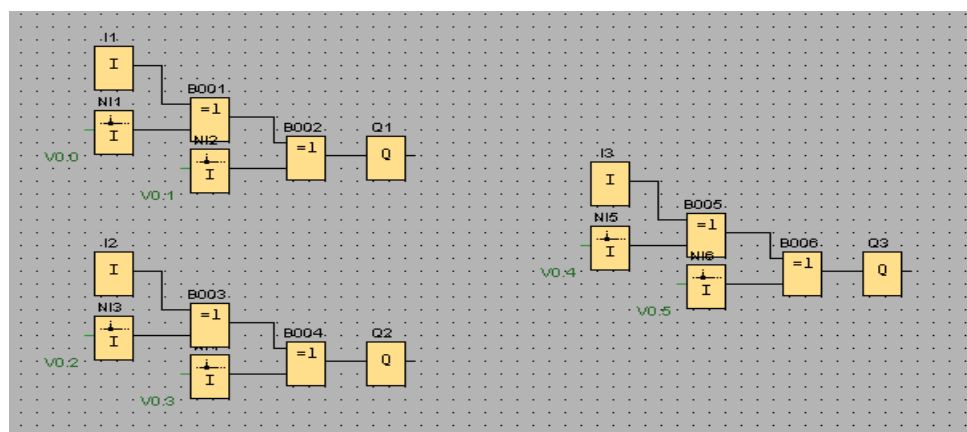 I1
I
B001
=1
NI1
I
V0.0
B002
=1
Q1
Q
NI2
I
V0.1
I2
I
B003
=1
NI3
I
V0.2
B004
=1
Q2
Q
I
V0.3
I3
I
B005
=1
NI5
I
V0.4
B006
=1
Q3
Q
NI6
I
V0.5